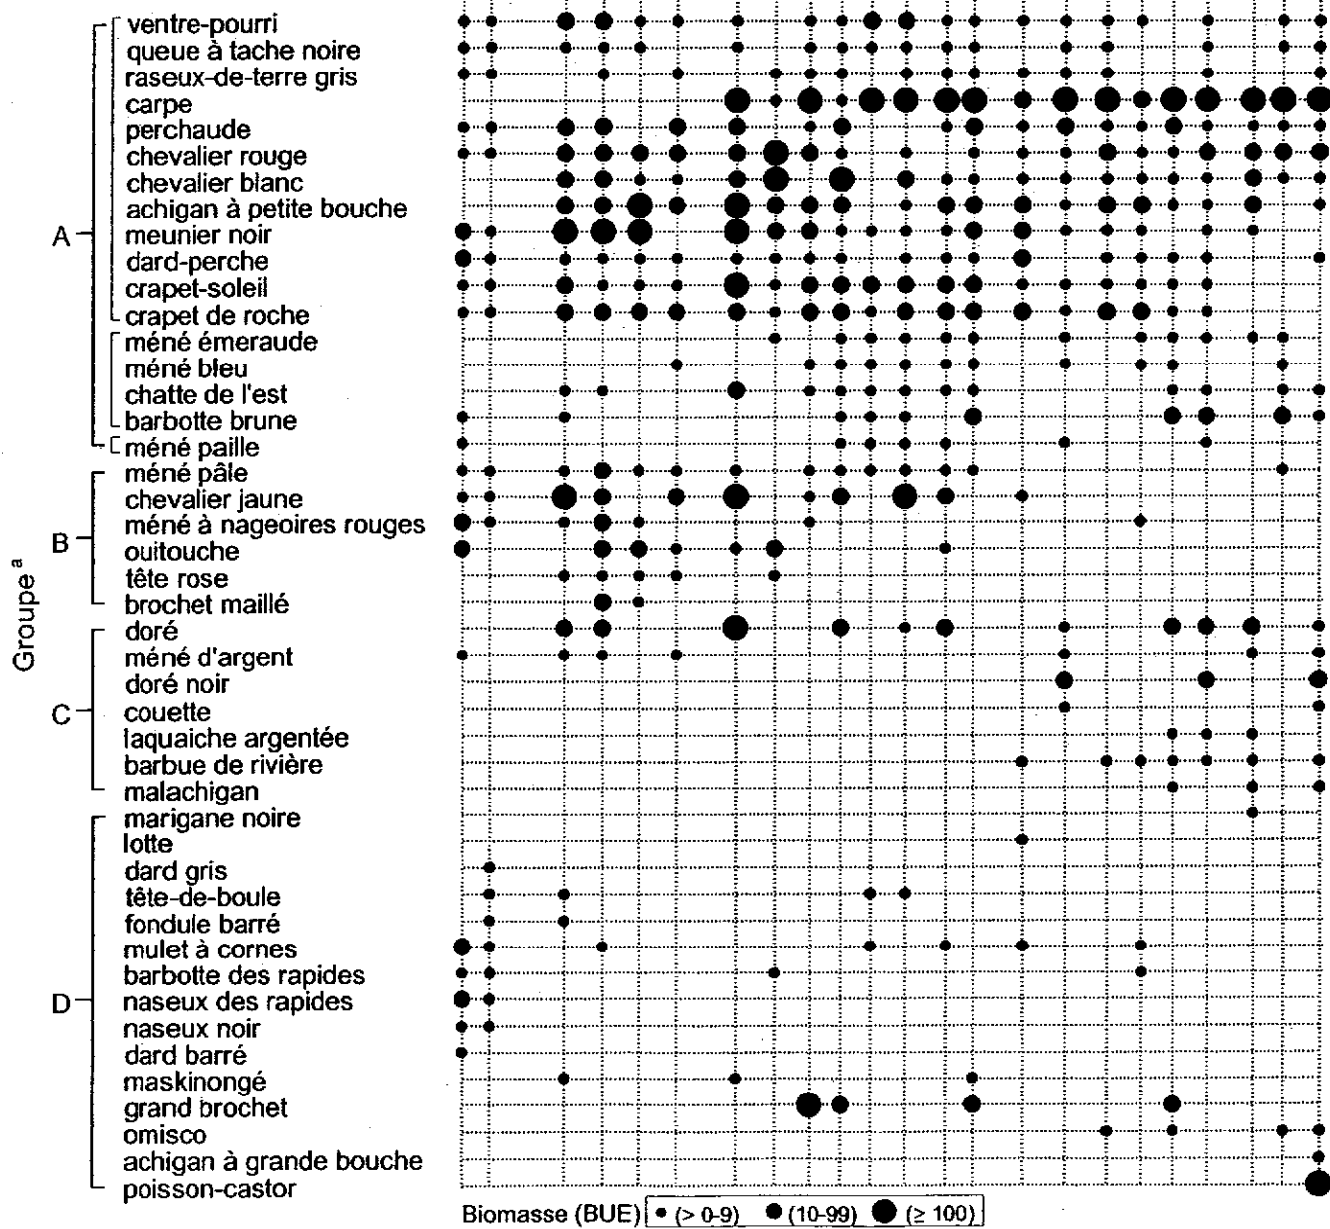 ventre-pourri
queue à tache noire
raseux-de-terre gris
carpe
perchaude
chevalier rouge
chevalier blanc
achigan à petite bouche
A
meunier noir
dard-perche
crapet-soleil
crapet de roche
méné émeraude
méné bleu
chatte de l'est
barbotte brune
méné paille
méné pâle
chevalier jaune
méné à nageoires rouges
B
ouitouche
tête rose
brochet maillé
Groupe a
doré
méné d'argent
doré noir
C
couette
laquaiche argentée
barbue de rivière
malachigan
marigane noire
lotte
dard gris
tête-de-boule
fondule barré
mulet à cornes
barbotte des rapides
D
naseux des rapides
naseux noir
dard barré
maskinongé
grand brochet
omisco
achigan à grande bouche
poisson-castor
Biomasse (BUE) (> 0-9) (10-99) (≥ 100)